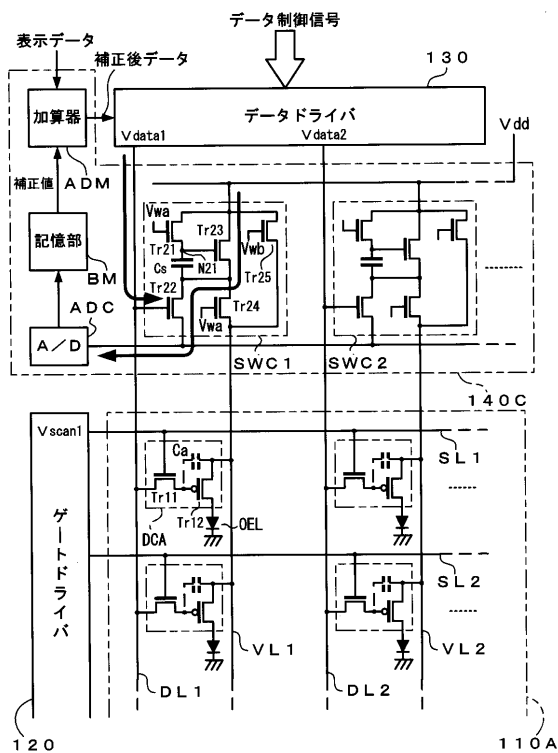 データ制御信号
表示データ
補正後データ
130
加算器
データドライバ
Vdata1
Vdata2
Vdd
ADM
補正値
Vwa
Tr23
Tr21
Vwb
記憶部
Cs
N21
Tr25
BM
Tr22
Tr24
ADC
Vwa
A/D
SWC1
SWC2
140C
Vscan1
Ca
SL1
Tr11
Tr12
OEL
DCA
ゲートドライバ
SL2
VL1
VL2
DL1
DL2
120
110A